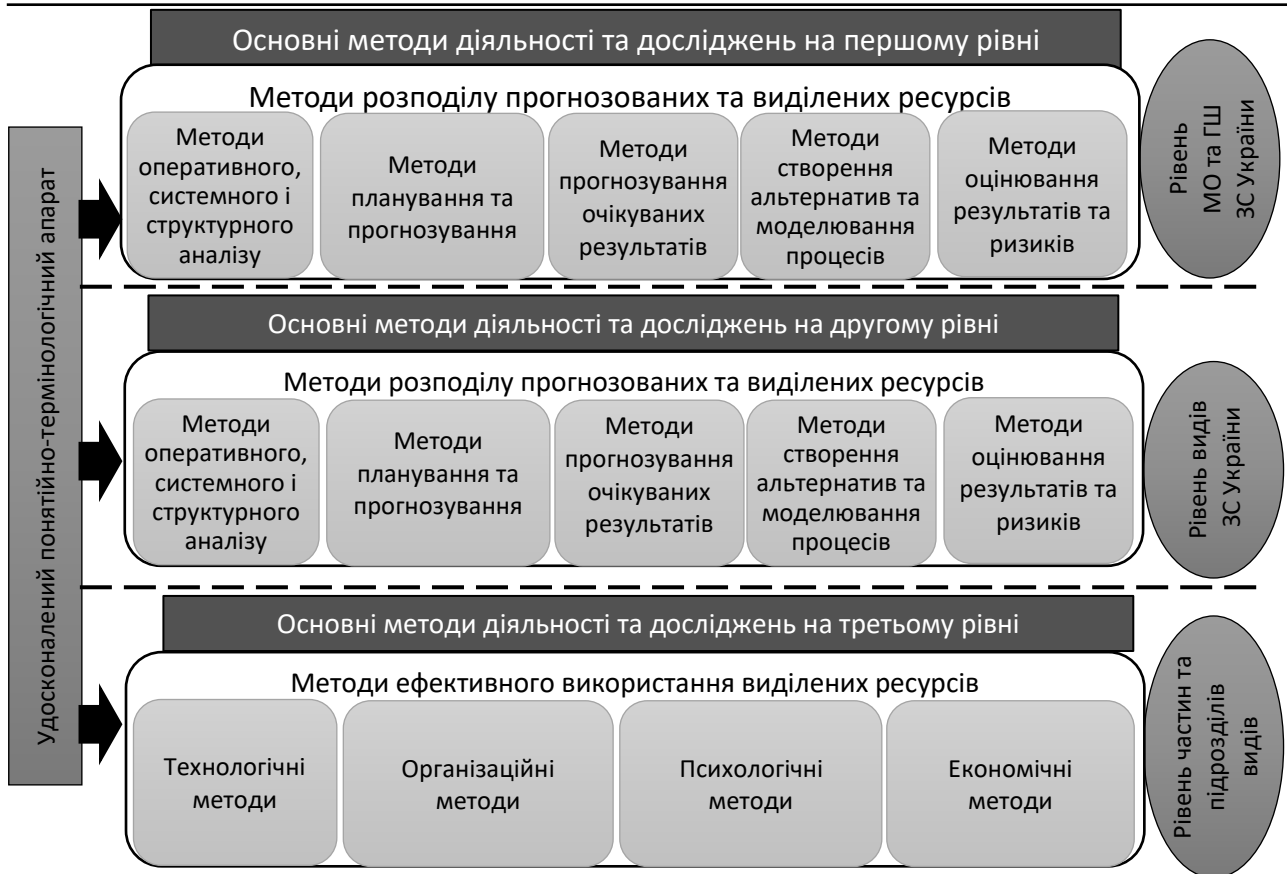 Удосконалений понятійно-термінологічний апарат
Основні методи діяльності та досліджень на першому рівні
Методи розподілу прогнозованих та виділених ресурсів
Методи
оперативного,
системного і
структурного
аналізу
Методи
планування та
прогнозування
Методи
прогнозування
очікуваних
результатів
Методи
створення
альтернатив та
моделювання
процесів
Методи
оцінювання
результатів та
ризиків
Рівень
МО та ГШ
ЗС України
Основні методи діяльності та досліджень на другому рівні
Методи розподілу прогнозованих та виділених ресурсів
Методи
оперативного,
системного і
структурного
аналізу
Методи
планування та
прогнозування
Методи
прогнозування
очікуваних
результатів
Методи
створення
альтернатив та
моделювання
процесів
Методи
оцінювання
результатів та
ризиків
Рівень видів
ЗС України
Основні методи діяльності та досліджень на третьому рівні
Методи ефективного використання виділених ресурсів
Технологічні
методи
Організаційні
методи
Психологічні
методи
Економічні
методи
Рівень частин та
підрозділів
видів